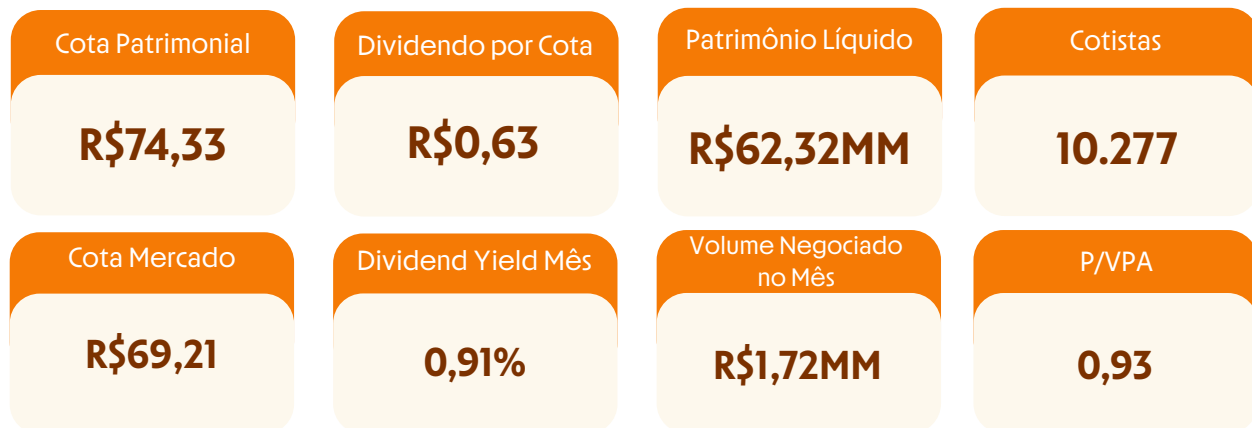 Cota Patrimonial
R$74,33
Dividendo por Cota
R$0,63
Patrimônio Líquido
R$62,32MM
Cotistas
10.277
Cota Mercado
R$69,21
Dividend Yield Mês
0,91%
Volume Negociado
no Mês
R$1,72MM
P/VPA
0,93